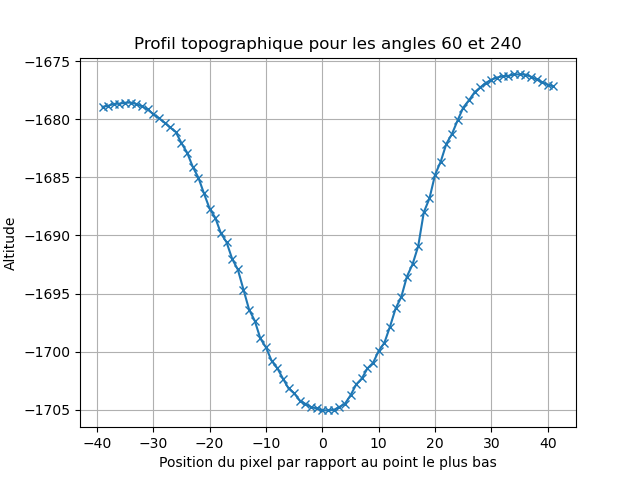 Profil topographique pour les angles 60 et 240
−1675
−1680
−1685
−1690
−1695
−1700
−1705
Altitude
−40 −30 −20 −10 0 10 20 30 40
Position du pixel par rapport au point le plus bas